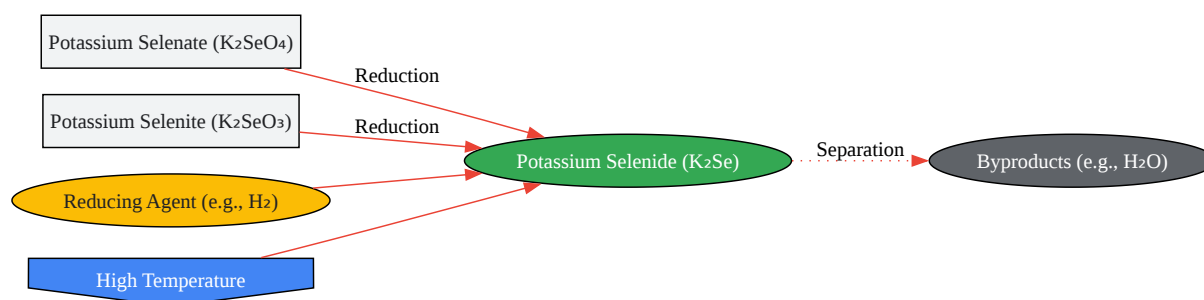 Potassium Selenate (K₂SeO₄)
Reduction
Potassium Selenite (K₂SeO₃)
Reduction
Potassium Selenide (K₂Se)
Separation
Byproducts (e.g., H₂O)
Reducing Agent (e.g., H₂)
High Temperature